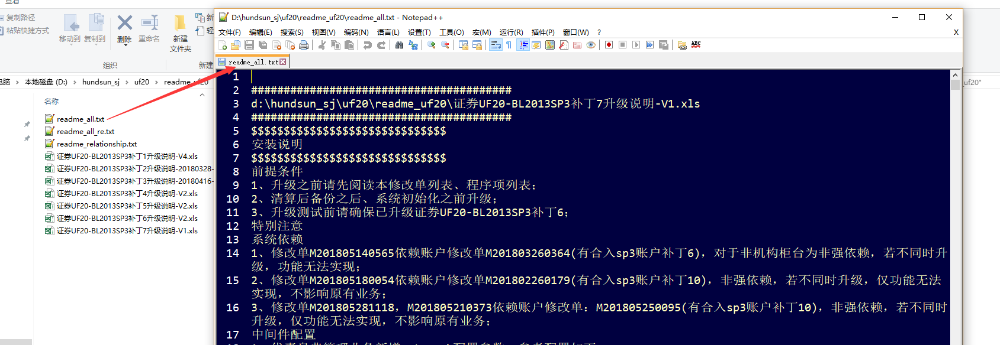 查看
复制路径
粘贴快捷方式
移动到
复制到
删除
重命名
新建
文件夹
新
轻
组织
新建
电脑 › 本地磁盘 (D:) › hundsun_sj › uf20 › readme_uf20
uf20"
名称
readme_all.txt
readme_all_re.txt
readme_relationship.txt
证券UF20-BL2013SP3补丁1升级说明-V4.xls
证券UF20-BL2013SP3补丁2升级说明-20180328-
证券UF20-BL2013SP3补丁3升级说明-20180416-
证券UF20-BL2013SP3补丁4升级说明-V2.xls
证券UF20-BL2013SP3补丁5升级说明-V2.xls
证券UF20-BL2013SP3补丁6升级说明-V2.xls
证券UF20-BL2013SP3补丁7升级说明-V1.xls
D:\hundsun_sj\uf20\readme_uf20\readme_all.txt - Notepad++
文件(F) 编辑(E) 搜索(S) 视图(V) 编码(N) 语言(L) 设置(T) 工具(O) 宏(M) 运行(R) 插件(P) 窗口(W) ? X
ABC
readme_all.txt
1
2 ########################################
3 d:\hundsun_sj\uf20\readme_uf20\证券UF20-BL2013SP3补丁7升级说明-V1.xls
4 ########################################
5 $$$$$$$$$$$$$$$$$$$$$$$$$$$$$$
6 安装说明
7 $$$$$$$$$$$$$$$$$$$$$$$$$$$$$$
8 前提条件
9 1、升级之前请先阅读本修改单列表、程序项列表；
10 2、清算后备份之后、系统初始化之前升级；
11 3、升级测试前请确保已升级证券UF20-BL2013SP3补丁6；
12 特别注意
13 系统依赖
14 1、修改单M201805140565依赖账户修改单M201803260364(有合入sp3账户补丁6)，对于非机构柜台为非强依赖，若不同时升
级，功能无法实现；
15 2、修改单M201805180054依赖账户修改单M201802260179(有合入sp3账户补丁10)，非强依赖，若不同时升级，仅功能无法
实现，不影响原有业务；
16 3、修改单M201805281118，M201805210373依赖账户修改单：M201805250095(有合入sp3账户补丁10)，非强依赖，若不同时
升级，仅功能无法实现，不影响原有业务；
17 中间件配置